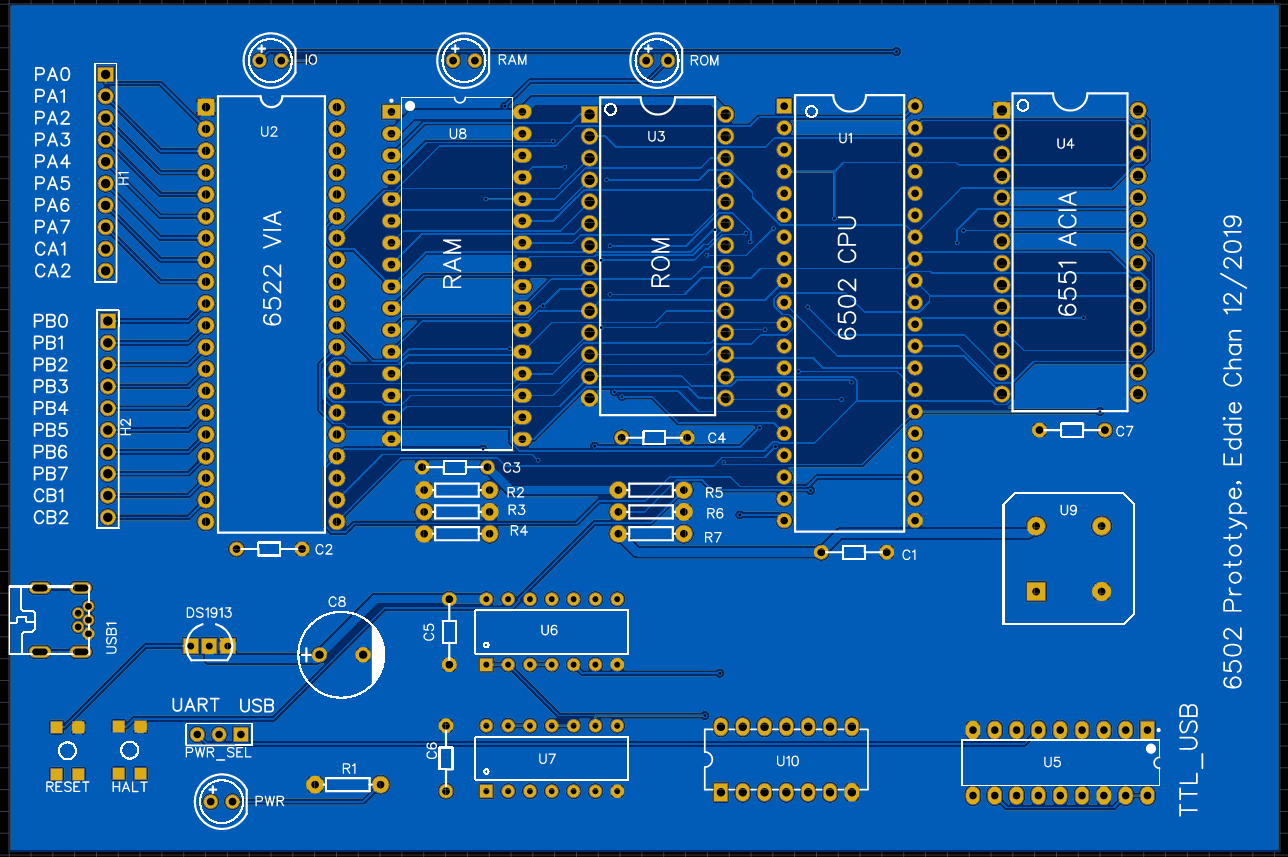 IO
RAM
ROM
PA0
PA1
PA2
PA3
PA4
PA5
PA6
PA7
CA1
CA2
H1
PB0
PB1
PB2
PB3
PB4
PB5
PB6
PB7
CB1
CB2
H2
U2
6522 VIA
U8
RAM
U3
ROM
U1
6502 CPU
U4
6551 ACIA
C2
C3
R2
R3
R4
C4
R5
R6
R7
C1
C7
U9
6502 Prototype, Eddie Chan 12/2019
USB1
DS1913
C8
+
C5
U6
UART USB
PWR_SEL
RESET
HALT
PWR
R1
C6
U7
U10
U5
TTL_USB